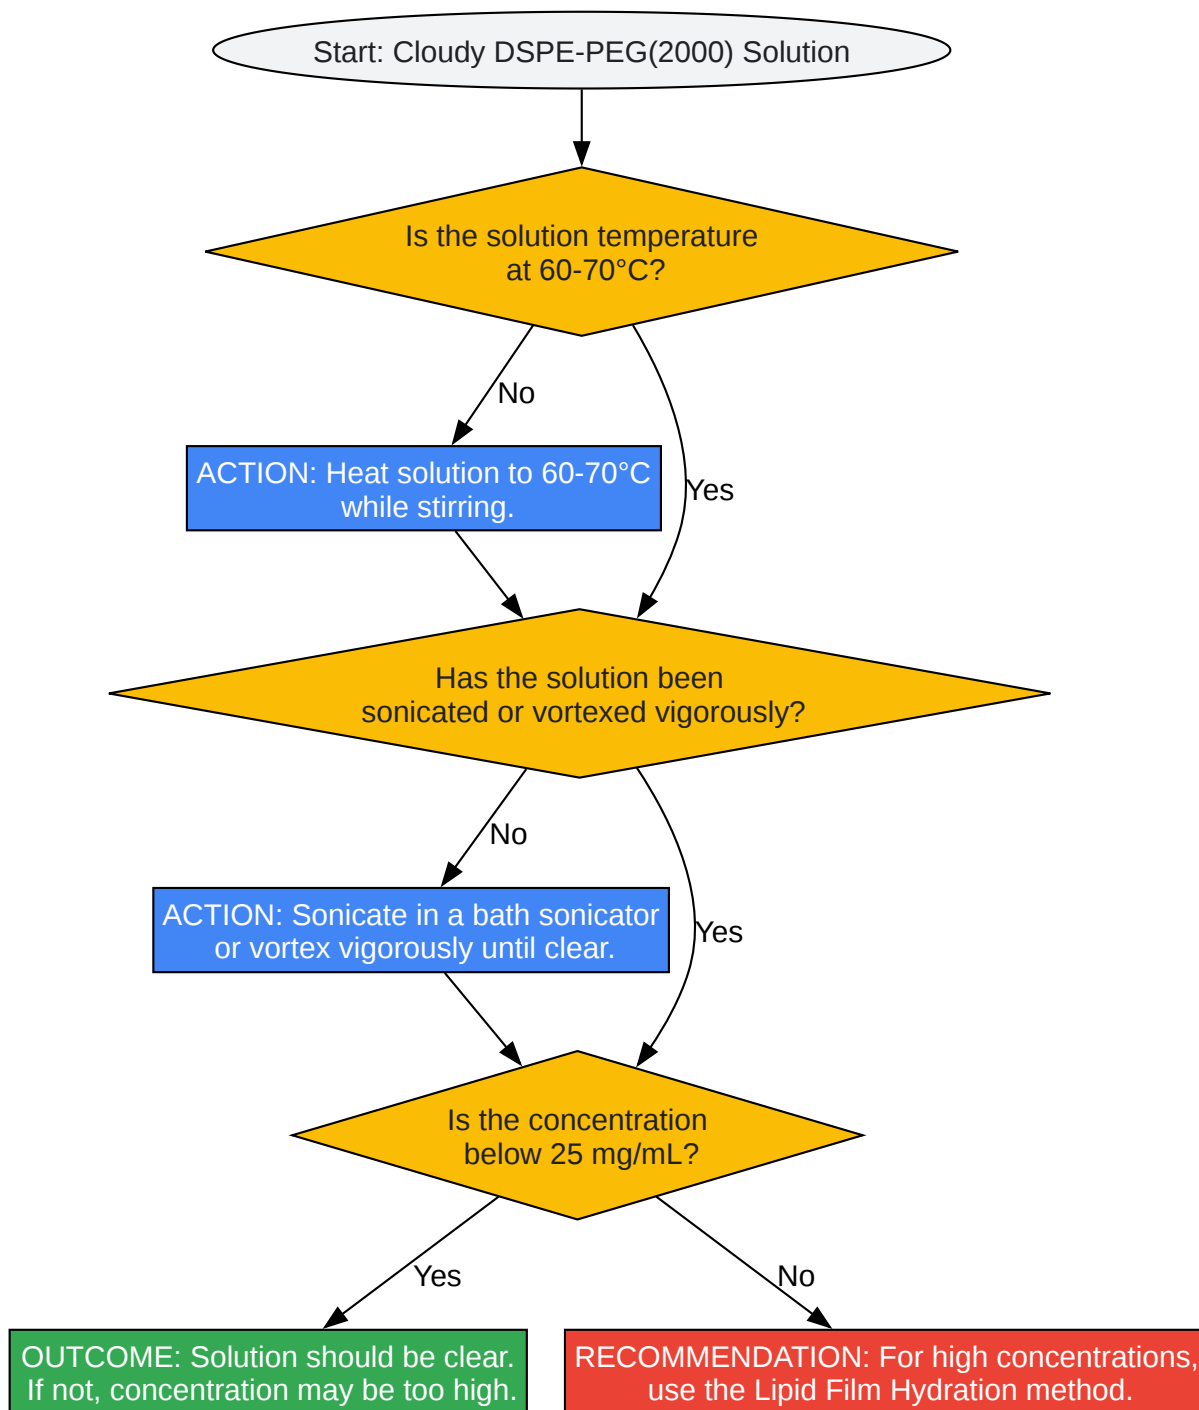 Start: Cloudy DSPE-PEG(2000) Solution
Is the solution temperature
at 60-70°C?
No
ACTION: Heat solution to 60-70°C
while stirring.
Yes
Has the solution been
sonicated or vortexed vigorously?
No
ACTION: Sonicate in a bath sonicator
or vortex vigorously until clear.
Yes
Is the concentration
below 25 mg/mL?
Yes
No
OUTCOME: Solution should be clear.
If not, concentration may be too high.
RECOMMENDATION: For high concentrations,
use the Lipid Film Hydration method.